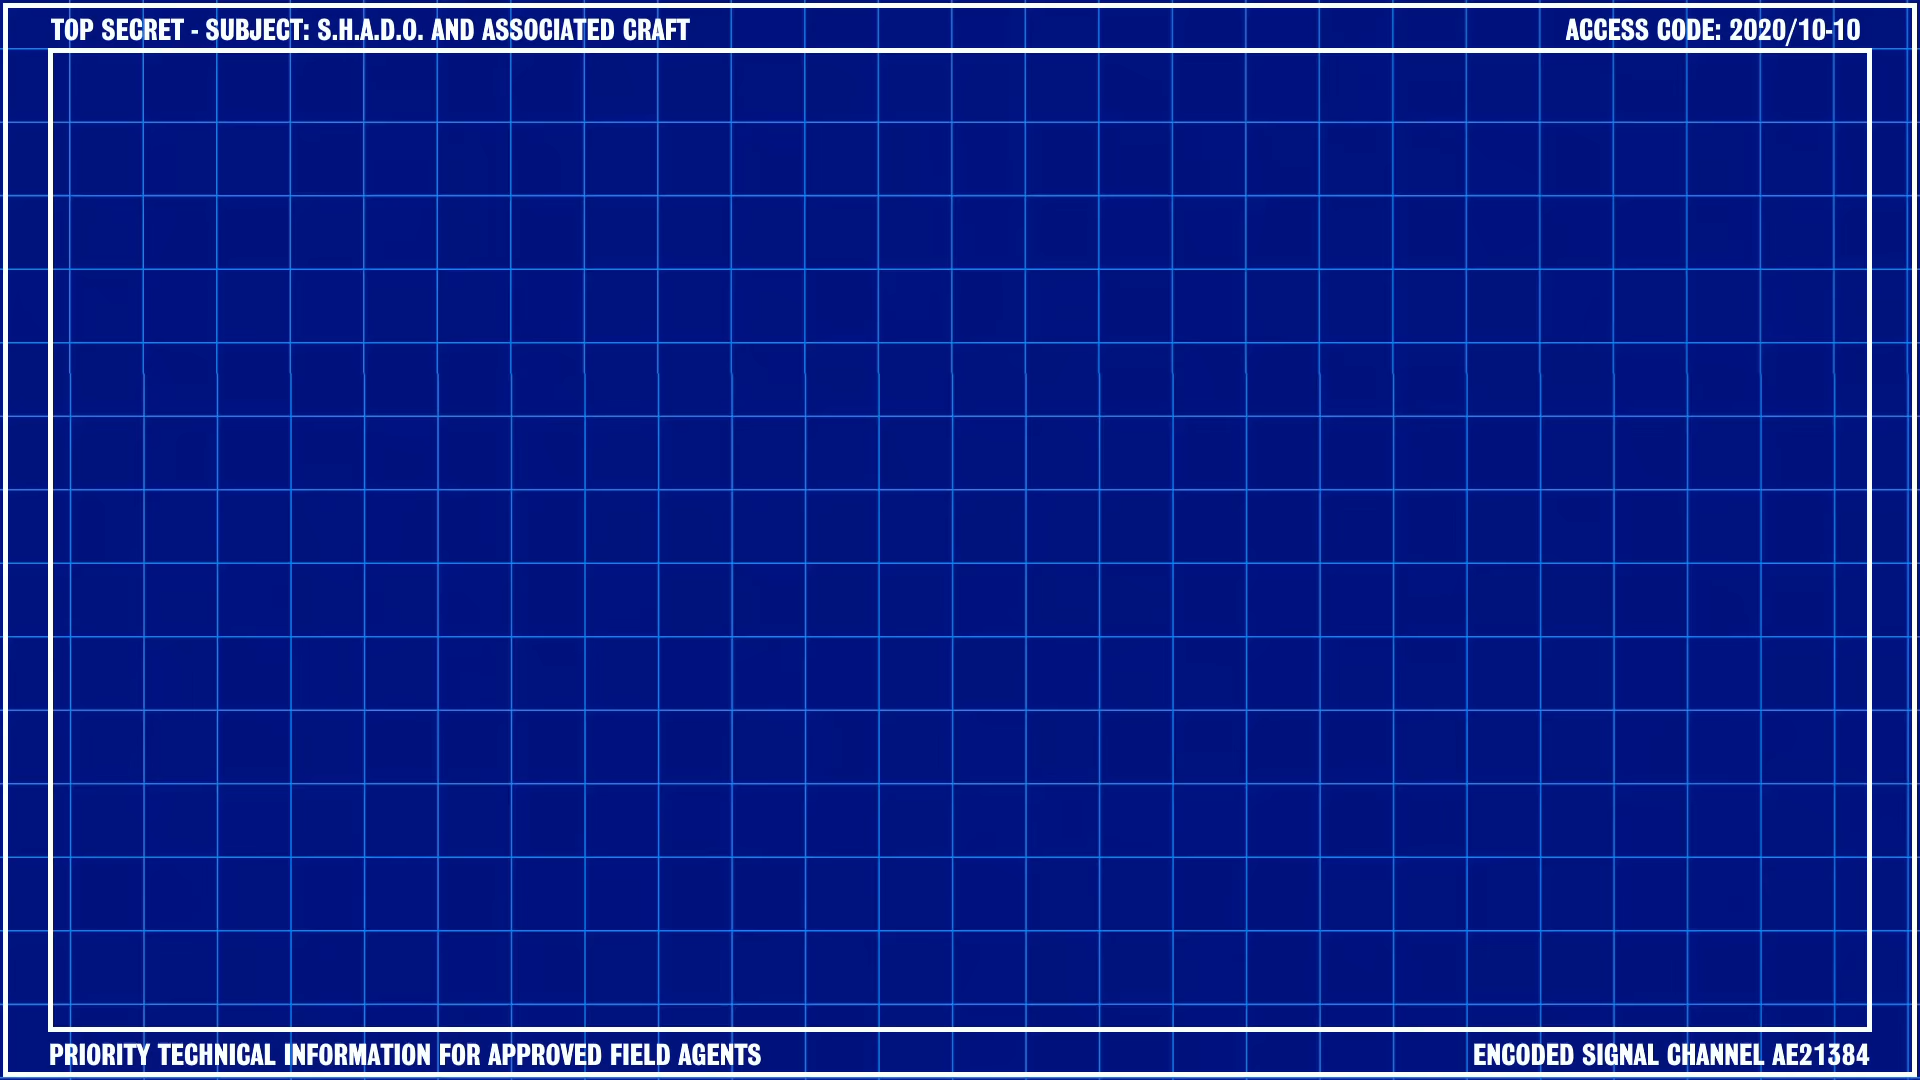 TOP SECRET - SUBJECT: S.H.A.D.O. AND ASSOCIATED CRAFT
ACCESS CODE: 2020/10-10
PRIORITY TECHNICAL INFORMATION FOR APPROVED FIELD AGENTS
ENCODED SIGNAL CHANNEL AE21384